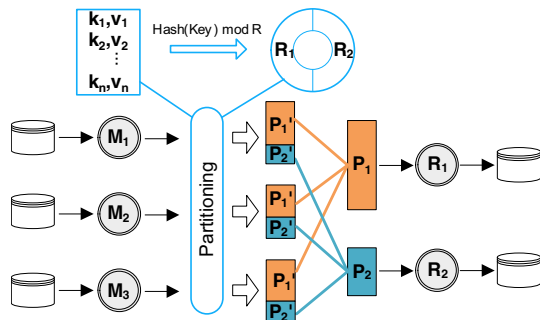 k1,v1
k2,v2
⋮
kn,vn
Hash(Key) mod R
R1 R2
M1
M2
M3
Partitioning
P1'
P2'
P1'
P2'
P1'
P2'
P1
P2
R1
R2